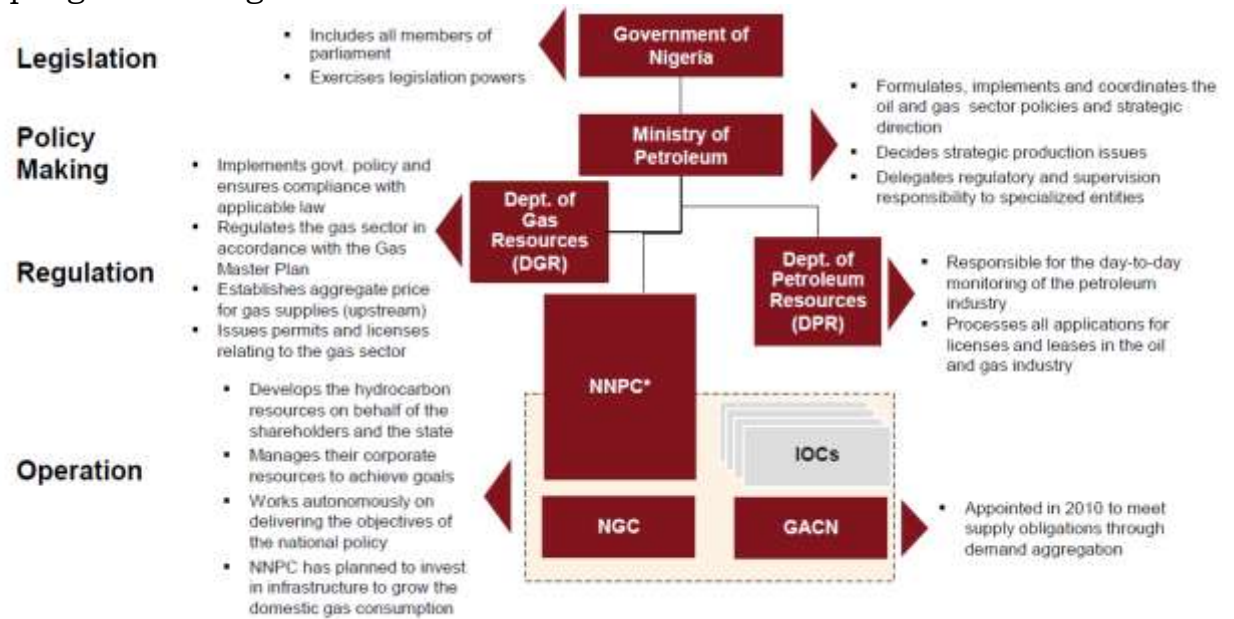 Legislation
Includes all members of
parliament
Exercises legislation powers
Government of
Nigeria
Policy
Making
Ministry of
Petroleum
Formulates, implements and coordinates the
oil and gas sector policies and strategic
direction
Decides strategic production issues
Delegates regulatory and supervision
responsibility to specialized entities
Regulation
Implements govt. policy and
ensures compliance with
applicable law
Regulates the gas sector in
accordance with the Gas
Master Plan
Establishes aggregate price
for gas supplies (upstream)
Issues permits and licenses
relating to the gas sector
Dept. of
Gas
Resources
(DGR)
Dept. of
Petroleum
Resources
(DPR)
Responsible for the day-to-day
monitoring of the petroleum
industry
Processes all applications for
licenses and leases in the oil
and gas industry
Operation
Develops the hydrocarbon
resources on behalf of the
shareholders and the state
Manages their corporate
resources to achieve goals
Works autonomously on
delivering the objectives of
the national policy
NNPC has planned to invest
in infrastructure to grow the
domestic gas consumption
NNPC*
IOCs
NGC
GACN
Appointed in 2010 to meet
supply obligations through
demand aggregation